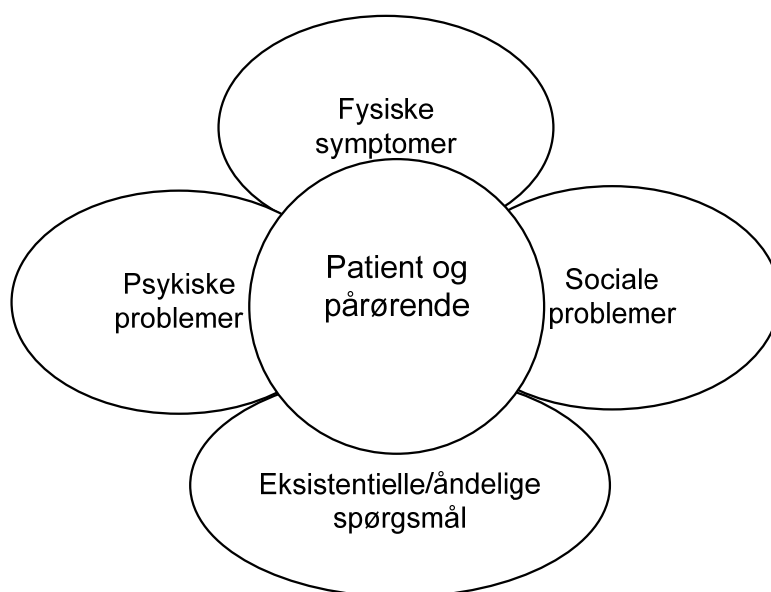 Fysiske
symptomer
Psykiske
problemer
Patient og
pårørende
Sociale
problemer
Eksistentielle/åndelige
spørgsmål